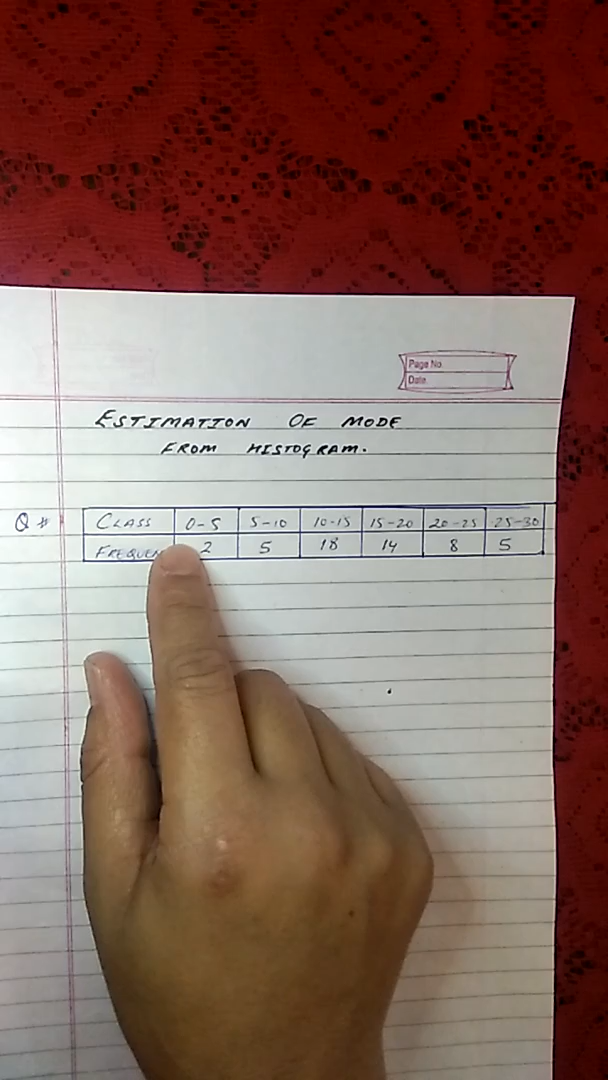 Page No
Date
ESTIMATION OF MODE
FROM HISTOGRAM.
Q #
CLASS 0-5 5-10 10-15 15-20 20-25 25-30
2 5 18 14 8 5